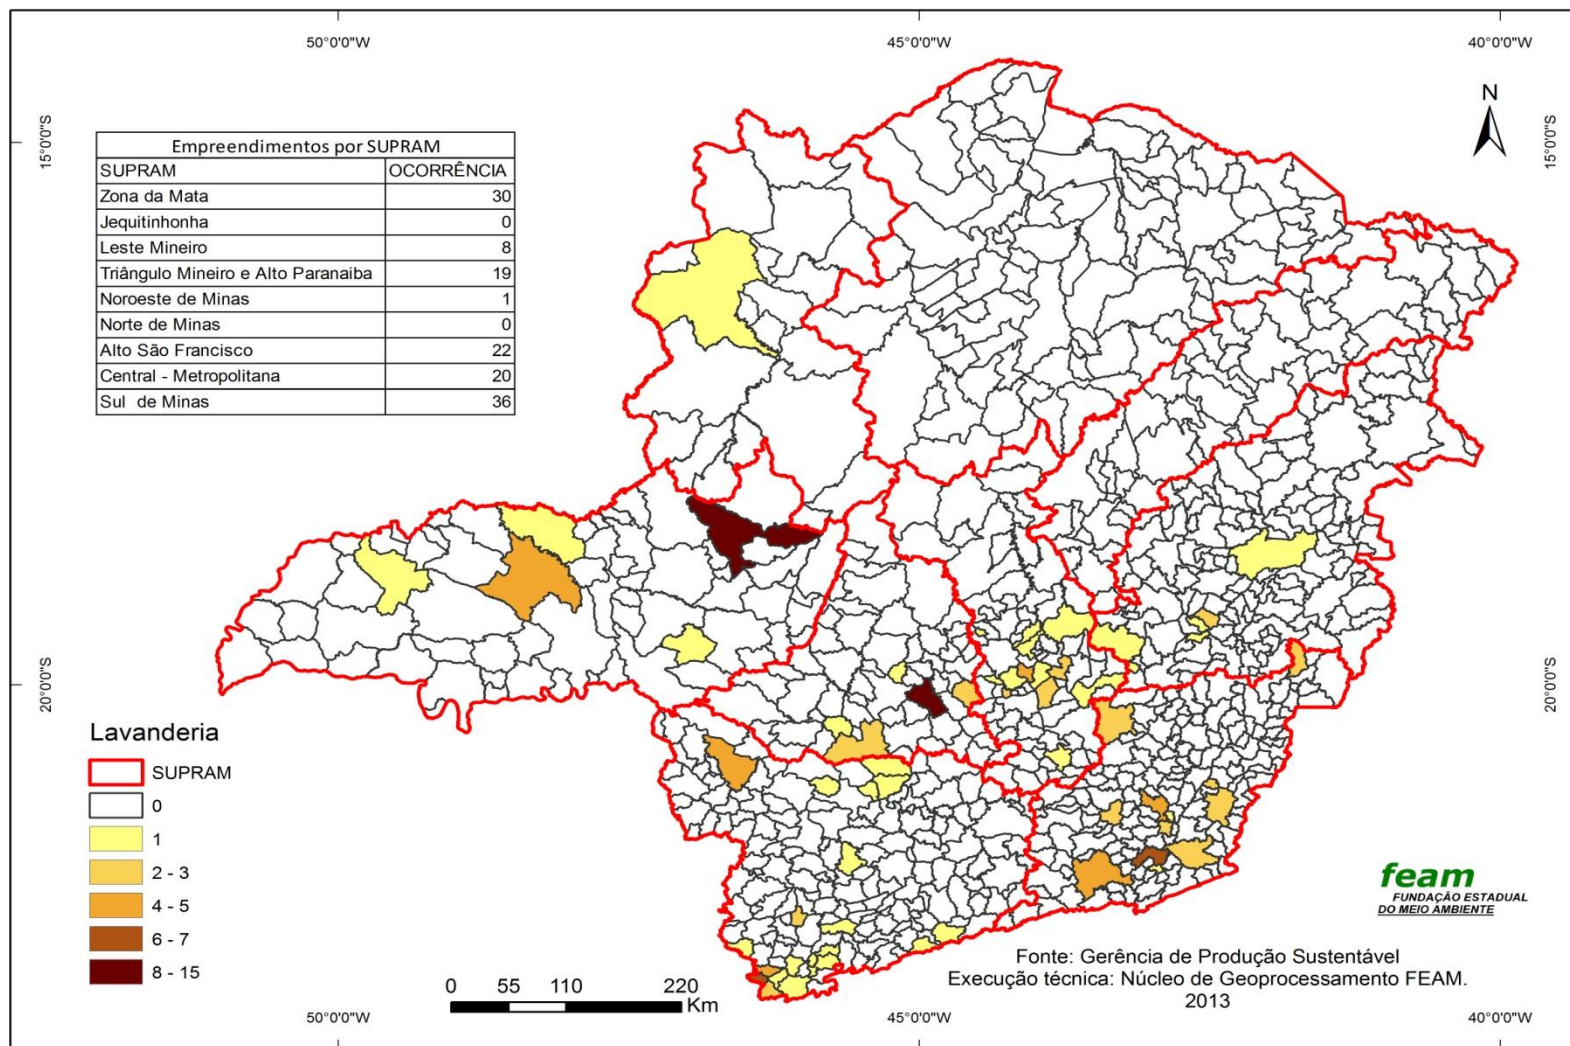 50°0'0"W 45°0'0"W 40°0'0"W
N
15°0'0"S 15°0'0"S
Empreendimentos por SUPRAM
SUPRAM OCORRÊNCIA
Zona da Mata 30
Jequitinhonha 0
Leste Mineiro 8
Triângulo Mineiro e Alto Paranaiba 19
Noroeste de Minas 1
Norte de Minas 0
Alto São Francisco 22
Central - Metropolitana 20
Sul de Minas 36
20°0'0"S 20°0'0"S
Lavanderia
SUPRAM
0
1
2 - 3
4 - 5
6 - 7
8 - 15
feam
FUNDAÇÃO ESTADUAL
DO MEIO AMBIENTE
Fonte: Gerência de Produção Sustentável
Execução técnica: Núcleo de Geoprocessamento FEAM.
2013
0 55 110 220
Km
50°0'0"W 45°0'0"W 40°0'0"W